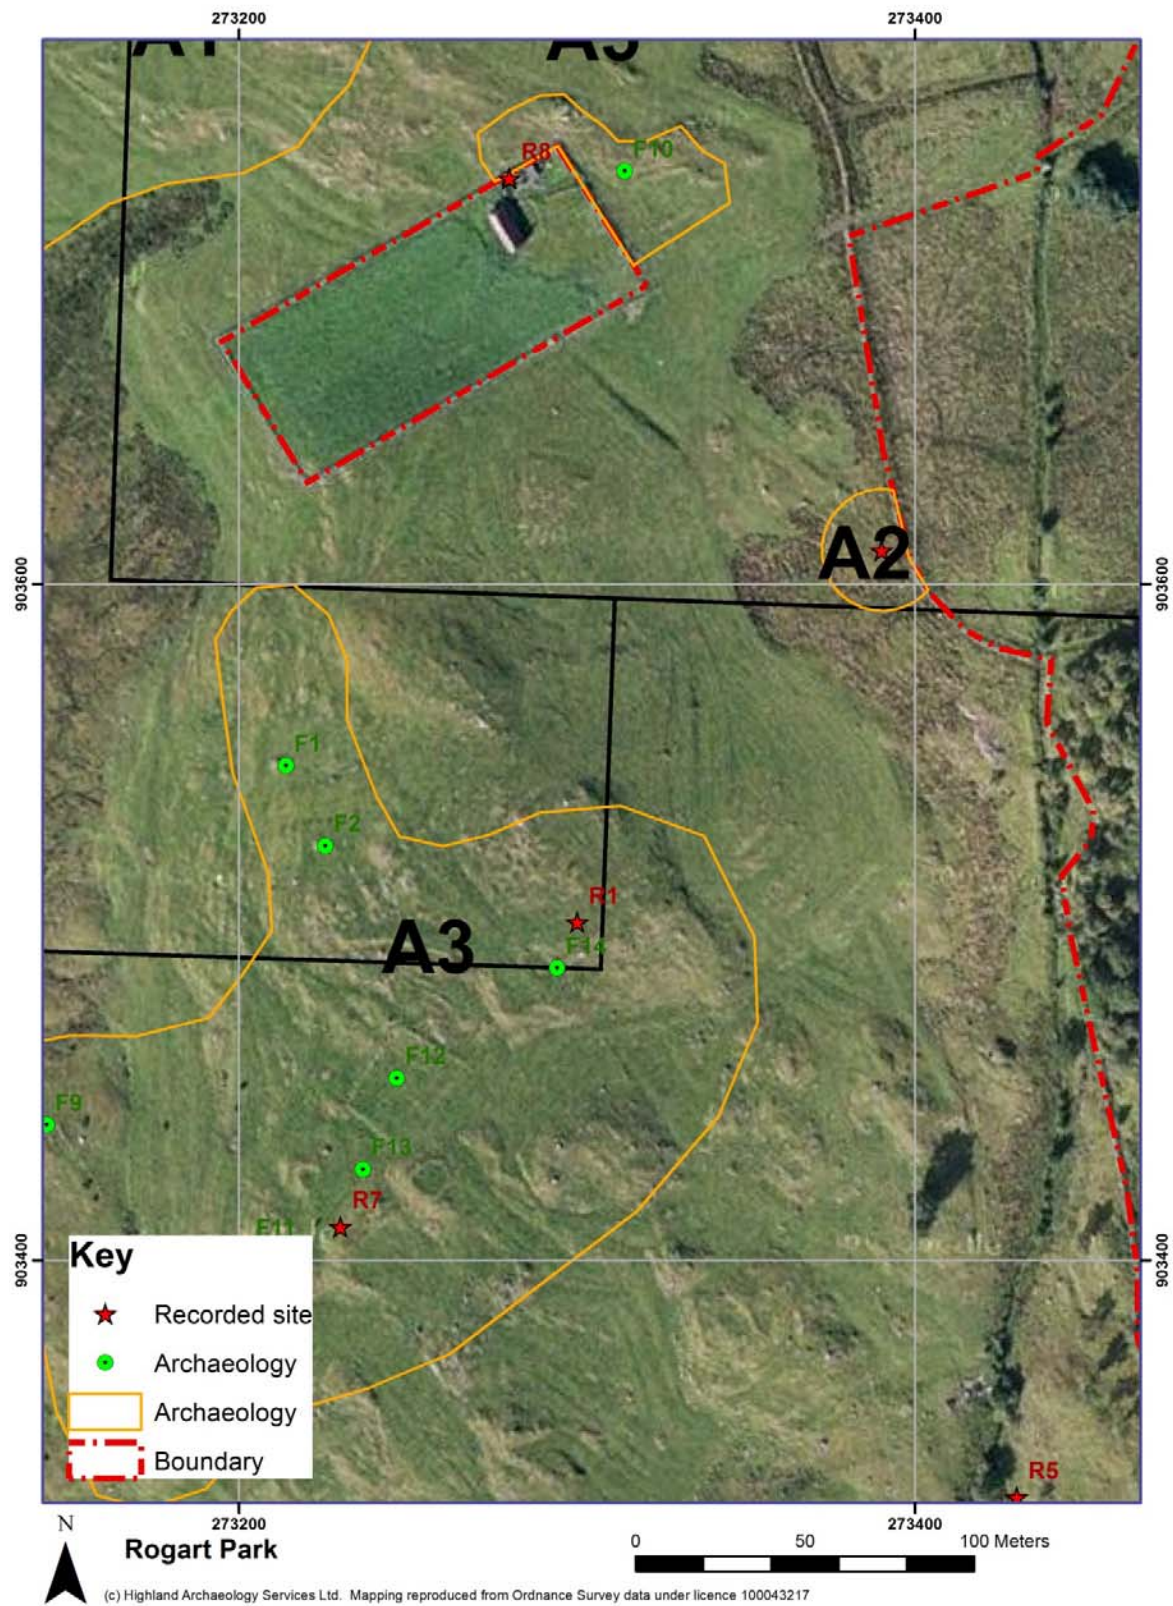 273200 273400
A1 A5
R8 F10
A2
903600 903600
F1
F2
R1
F14
A3
F12
F9
F13
R7
F11
903400 903400
Key
Recorded site
Archaeology
Archaeology
Boundary
R5
273200 273400
N
Rogart Park
0 50 100 Meters
(c) Highland Archaeology Services Ltd. Mapping reproduced from Ordnance Survey data under licence 100043217